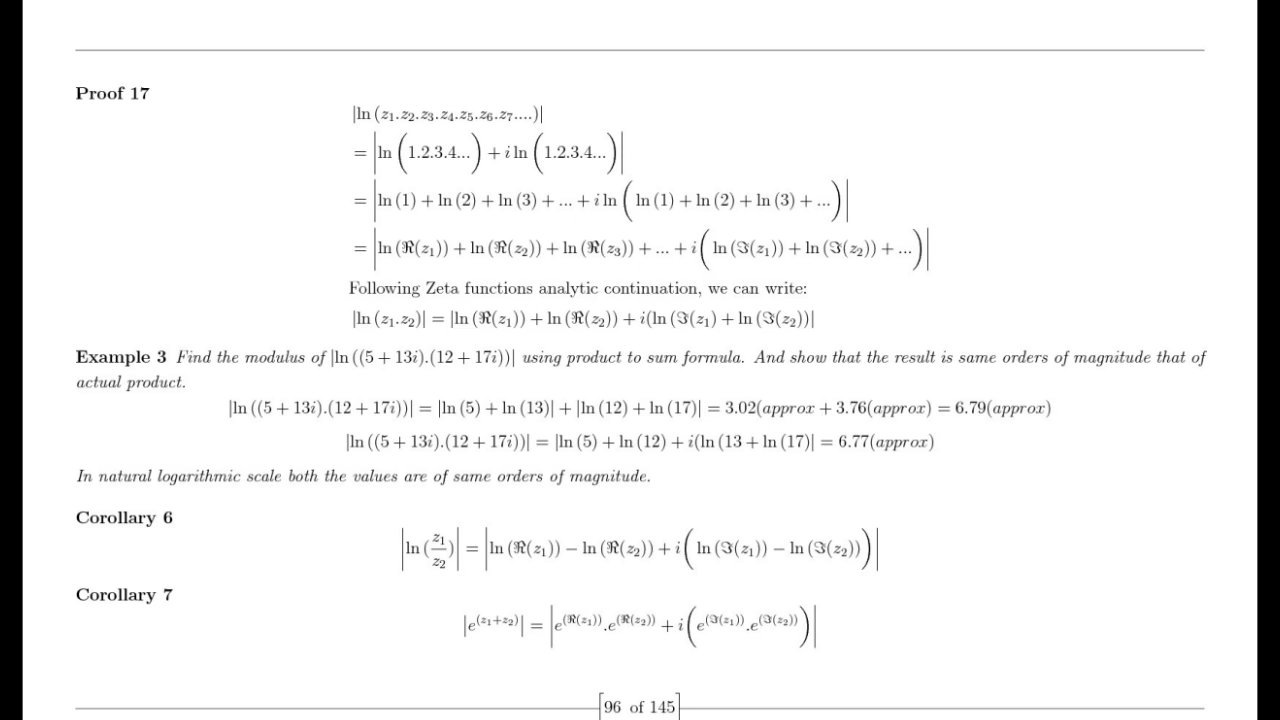 Proof 17
|ln (z₁.z₂.z₃.z₄.z₅.z₆.z₇....)|
= |ln (1.2.3.4...) + i ln (1.2.3.4...)|
= |ln (1) + ln (2) + ln (3) + ... + i ln ( ln (1) + ln (2) + ln (3) + ...)|
= |ln (ℜ(z₁)) + ln (ℜ(z₂)) + ln (ℜ(z₃)) + ... + i( ln (ℑ(z₁)) + ln (ℑ(z₂)) + ...)|
Following Zeta functions analytic continuation, we can write:
|ln (z₁.z₂)| = |ln (ℜ(z₁)) + ln (ℜ(z₂)) + i(ln (ℑ(z₁) + ln (ℑ(z₂))|
Example 3 Find the modulus of |ln ((5 + 13i).(12 + 17i))| using product to sum formula. And show that the result is same orders of magnitude that of
actual product.
|ln ((5 + 13i).(12 + 17i))| = |ln (5) + ln (13)| + |ln (12) + ln (17)| = 3.02(approx + 3.76(approx) = 6.79(approx)
|ln ((5 + 13i).(12 + 17i))| = |ln (5) + ln (12) + i(ln (13 + ln (17)| = 6.77(approx)
In natural logarithmic scale both the values are of same orders of magnitude.
Corollary 6
|ln (z₁/z₂)| = |ln (ℜ(z₁)) − ln (ℜ(z₂)) + i( ln (ℑ(z₁)) − ln (ℑ(z₂)))|
Corollary 7
|e^(z₁+z₂)| = |e^(ℜ(z₁)).e^(ℜ(z₂)) + i(e^(ℑ(z₁)).e^(ℑ(z₂)))|
96 of 145